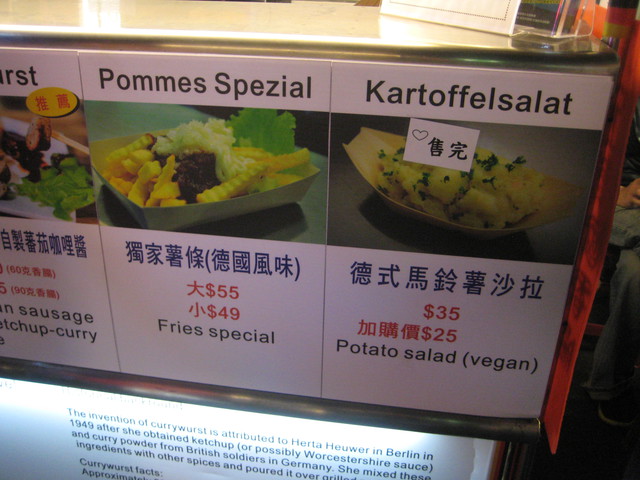 urst
推薦
自製蕃茄咖哩醬
(60克香腸)
5 (90克香腸)
an sausage
etchup-curry
e
Pommes Spezial
獨家薯條(德國風味)
大$55
小$49
Fries special
Kartoffelsalat
♡售完
德式馬鈴薯沙拉
$35
加購價$25
Potato salad (vegan)
The invention of currywurst is attributed to Herta Heuwer in Berlin in
1949 after she obtained ketchup (or possibly Worcestershire sauce)
and curry powder from British soldiers in Germany. She mixed these
ingredients with other spices and poured it over grilled
Currywurst facts: